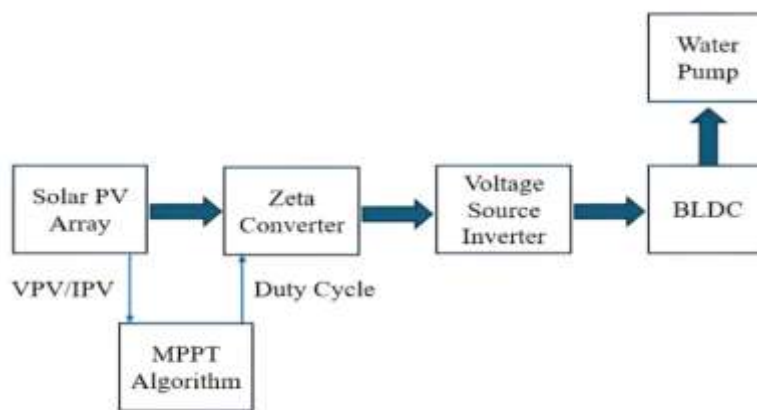 Water
Pump
Solar PV
Array
Zeta
Converter
Voltage
Source
Inverter
BLDC
VPV/IPV
Duty Cycle
MPPT
Algorithm